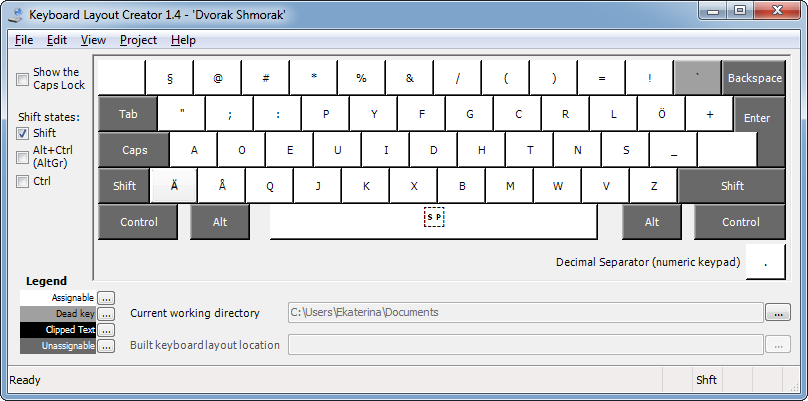 Keyboard Layout Creator 1.4 - 'Dvorak Shmorak'
File Edit View Project Help
Show the Caps Lock
§ @ # * % & / ( ) = ! ` Backspace
Shift states:
Tab " ; : P Y F G C R L Ö + Enter
Shift
Alt+Ctrl (AltGr)
Caps A O E U I D H T N S _
Ctrl
Shift Ä Å Q J K X B M W V Z Shift
Control Alt SP Alt Control
Decimal Separator (numeric keypad) .
Legend
Assignable ...
Dead key ...
Current working directory C:\Users\Ekaterina\Documents ...
Clipped Text ...
Unassignable ...
Built keyboard layout location ...
Ready Shft